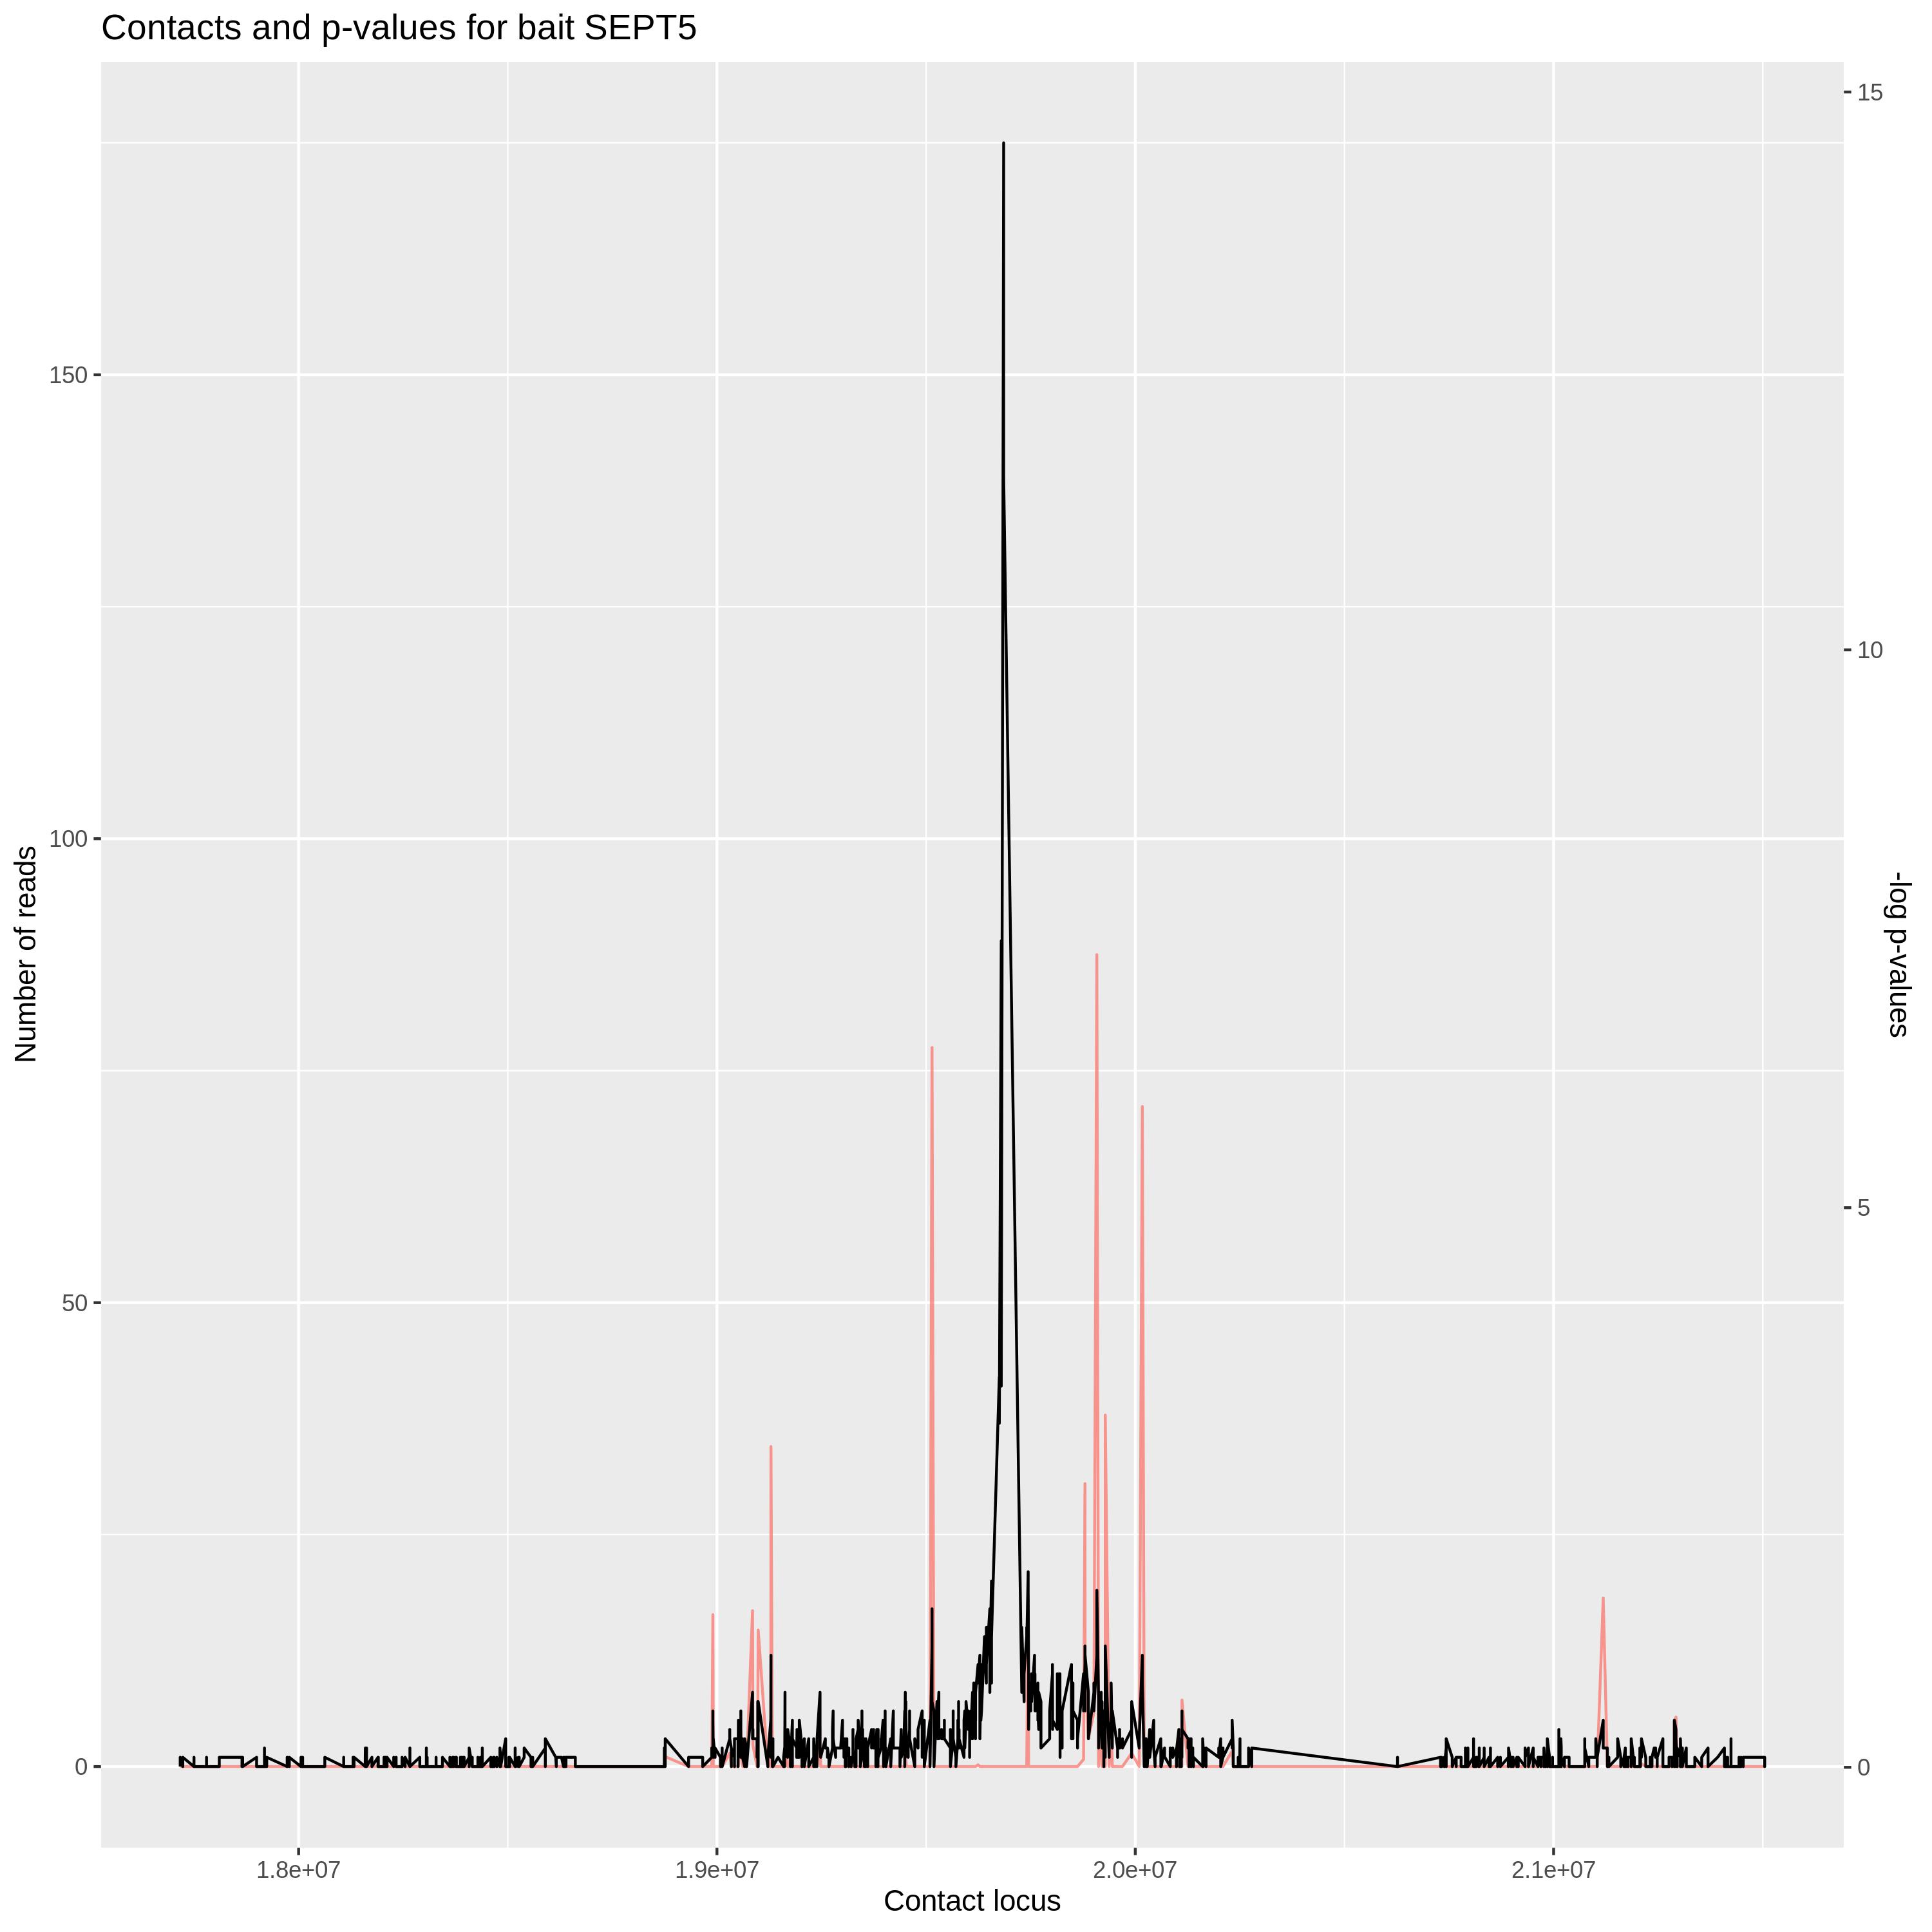 Contacts and p-values for bait SEPT5
15
150
10
100
Number of reads
-log p-values
5
50
0
0
1.8e+07
1.9e+07
2.0e+07
2.1e+07
Contact locus